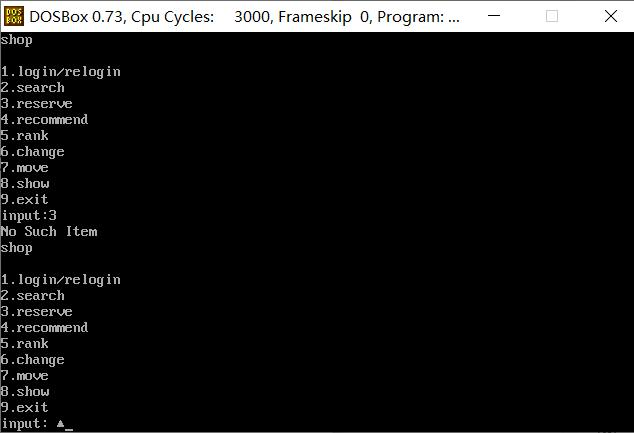 DOS
BOX
DOSBox 0.73, Cpu Cycles: 3000, Frameskip 0, Program: ...
shop
1.login/relogin
2.search
3.reserve
4.recommend
5.rank
6.change
7.move
8.show
9.exit
input:3
No Such Item
shop
1.login/relogin
2.search
3.reserve
4.recommend
5.rank
6.change
7.move
8.show
9.exit
input: ▲_